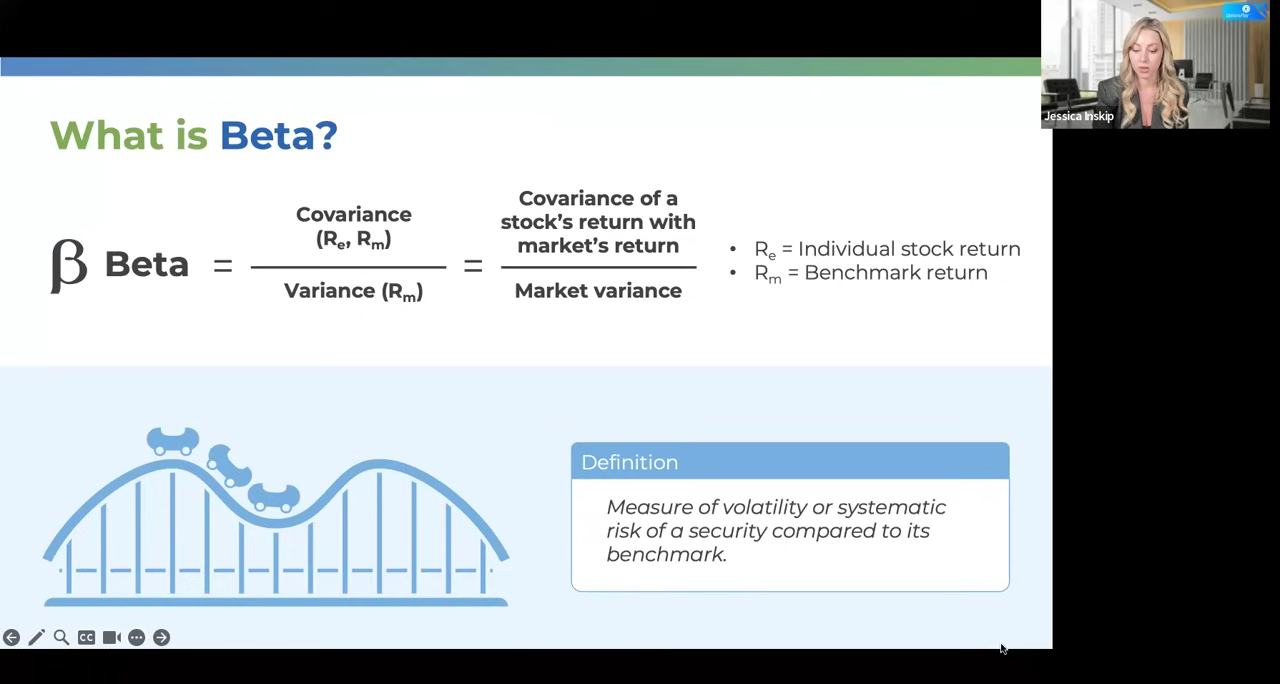 What is Beta?
β Beta = Covariance (Re, Rm) / Variance (Rm) = Covariance of a stock's return with market's return / Market variance
• Re = Individual stock return
• Rm = Benchmark return
Definition
Measure of volatility or systematic
risk of a security compared to its
benchmark.
CC
Jessica Inskip